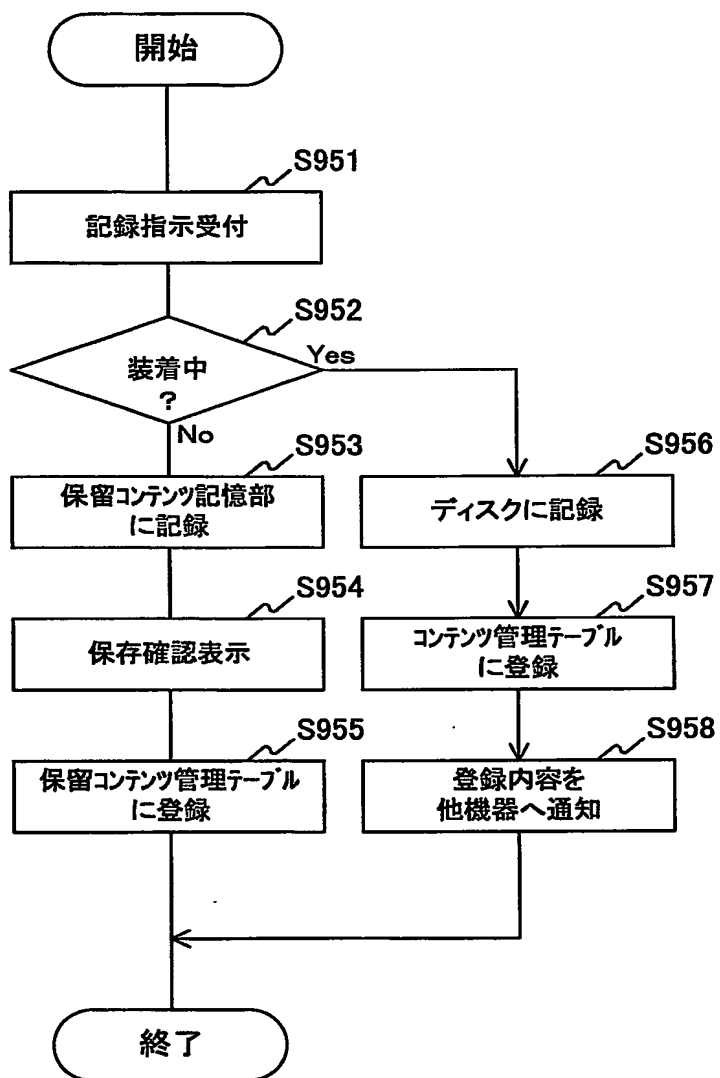 開始
S951
記録指示受付
S952
装着中
?
Yes
No
S953
保留コンテンツ記憶部
に記録
S954
保存確認表示
S955
保留コンテンツ管理テーブル
に登録
S956
ディスクに記録
S957
コンテンツ管理テーブル
に登録
S958
登録内容を
他機器へ通知
終了